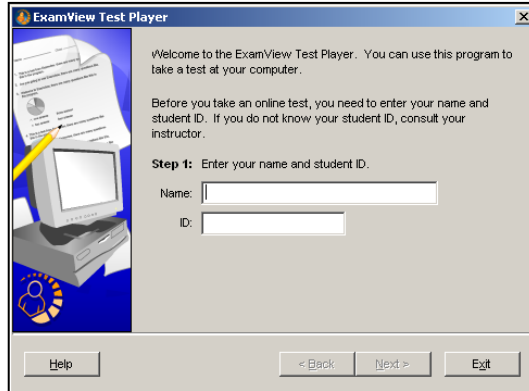 ExamView Test Player
Welcome to the ExamView Test Player. You can use this program to
take a test at your computer.
Before you take an online test, you need to enter your name and
student ID. If you do not know your student ID, consult your
instructor.
Step 1: Enter your name and student ID.
Name:
ID:
Help
< Back
Next >
Exit